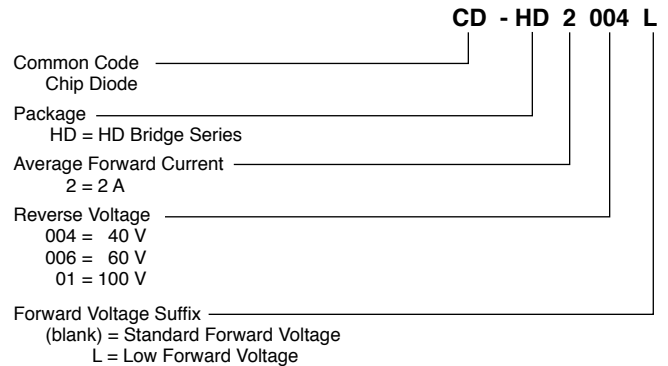 CD - HD 2 004 L
Common Code
Chip Diode
Package
HD = HD Bridge Series
Average Forward Current
2 = 2 A
Reverse Voltage
004 = 40 V
006 = 60 V
01 = 100 V
Forward Voltage Suffix
(blank) = Standard Forward Voltage
L = Low Forward Voltage